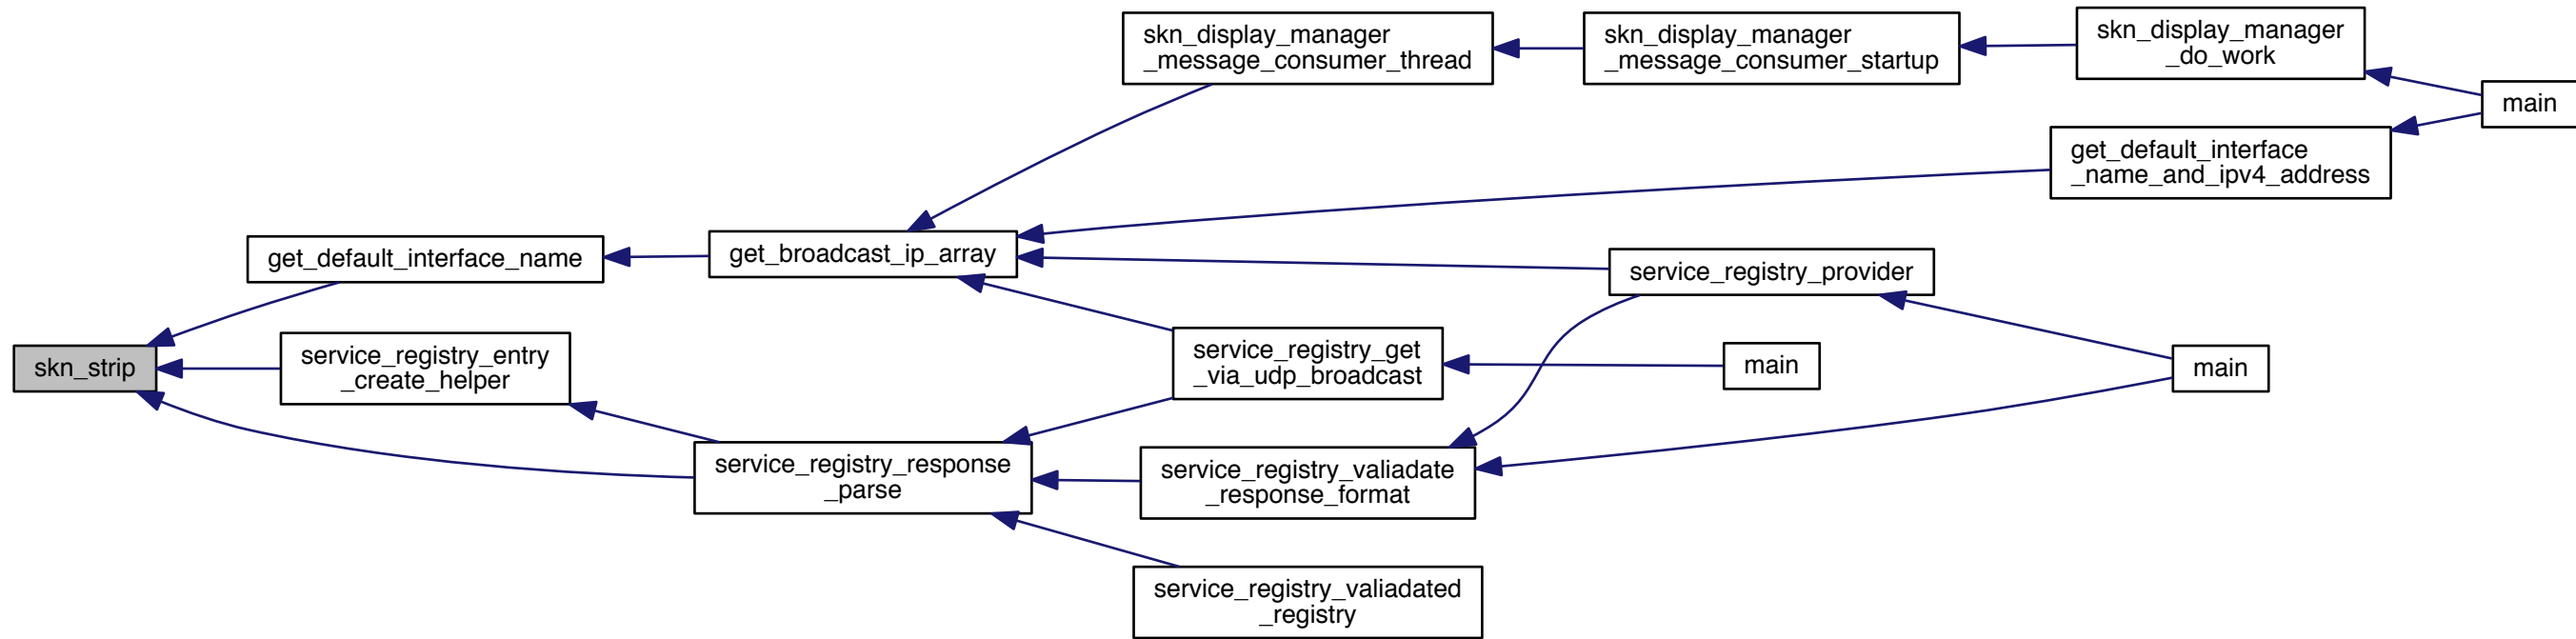 skn_display_manager
_message_consumer_thread
skn_display_manager
_message_consumer_startup
skn_display_manager
_do_work
main
get_default_interface
_name_and_ipv4_address
get_default_interface_name
get_broadcast_ip_array
service_registry_provider
skn_strip
service_registry_entry
_create_helper
service_registry_get
_via_udp_broadcast
main
main
service_registry_response
_parse
service_registry_valiadate
_response_format
service_registry_valiadated
_registry